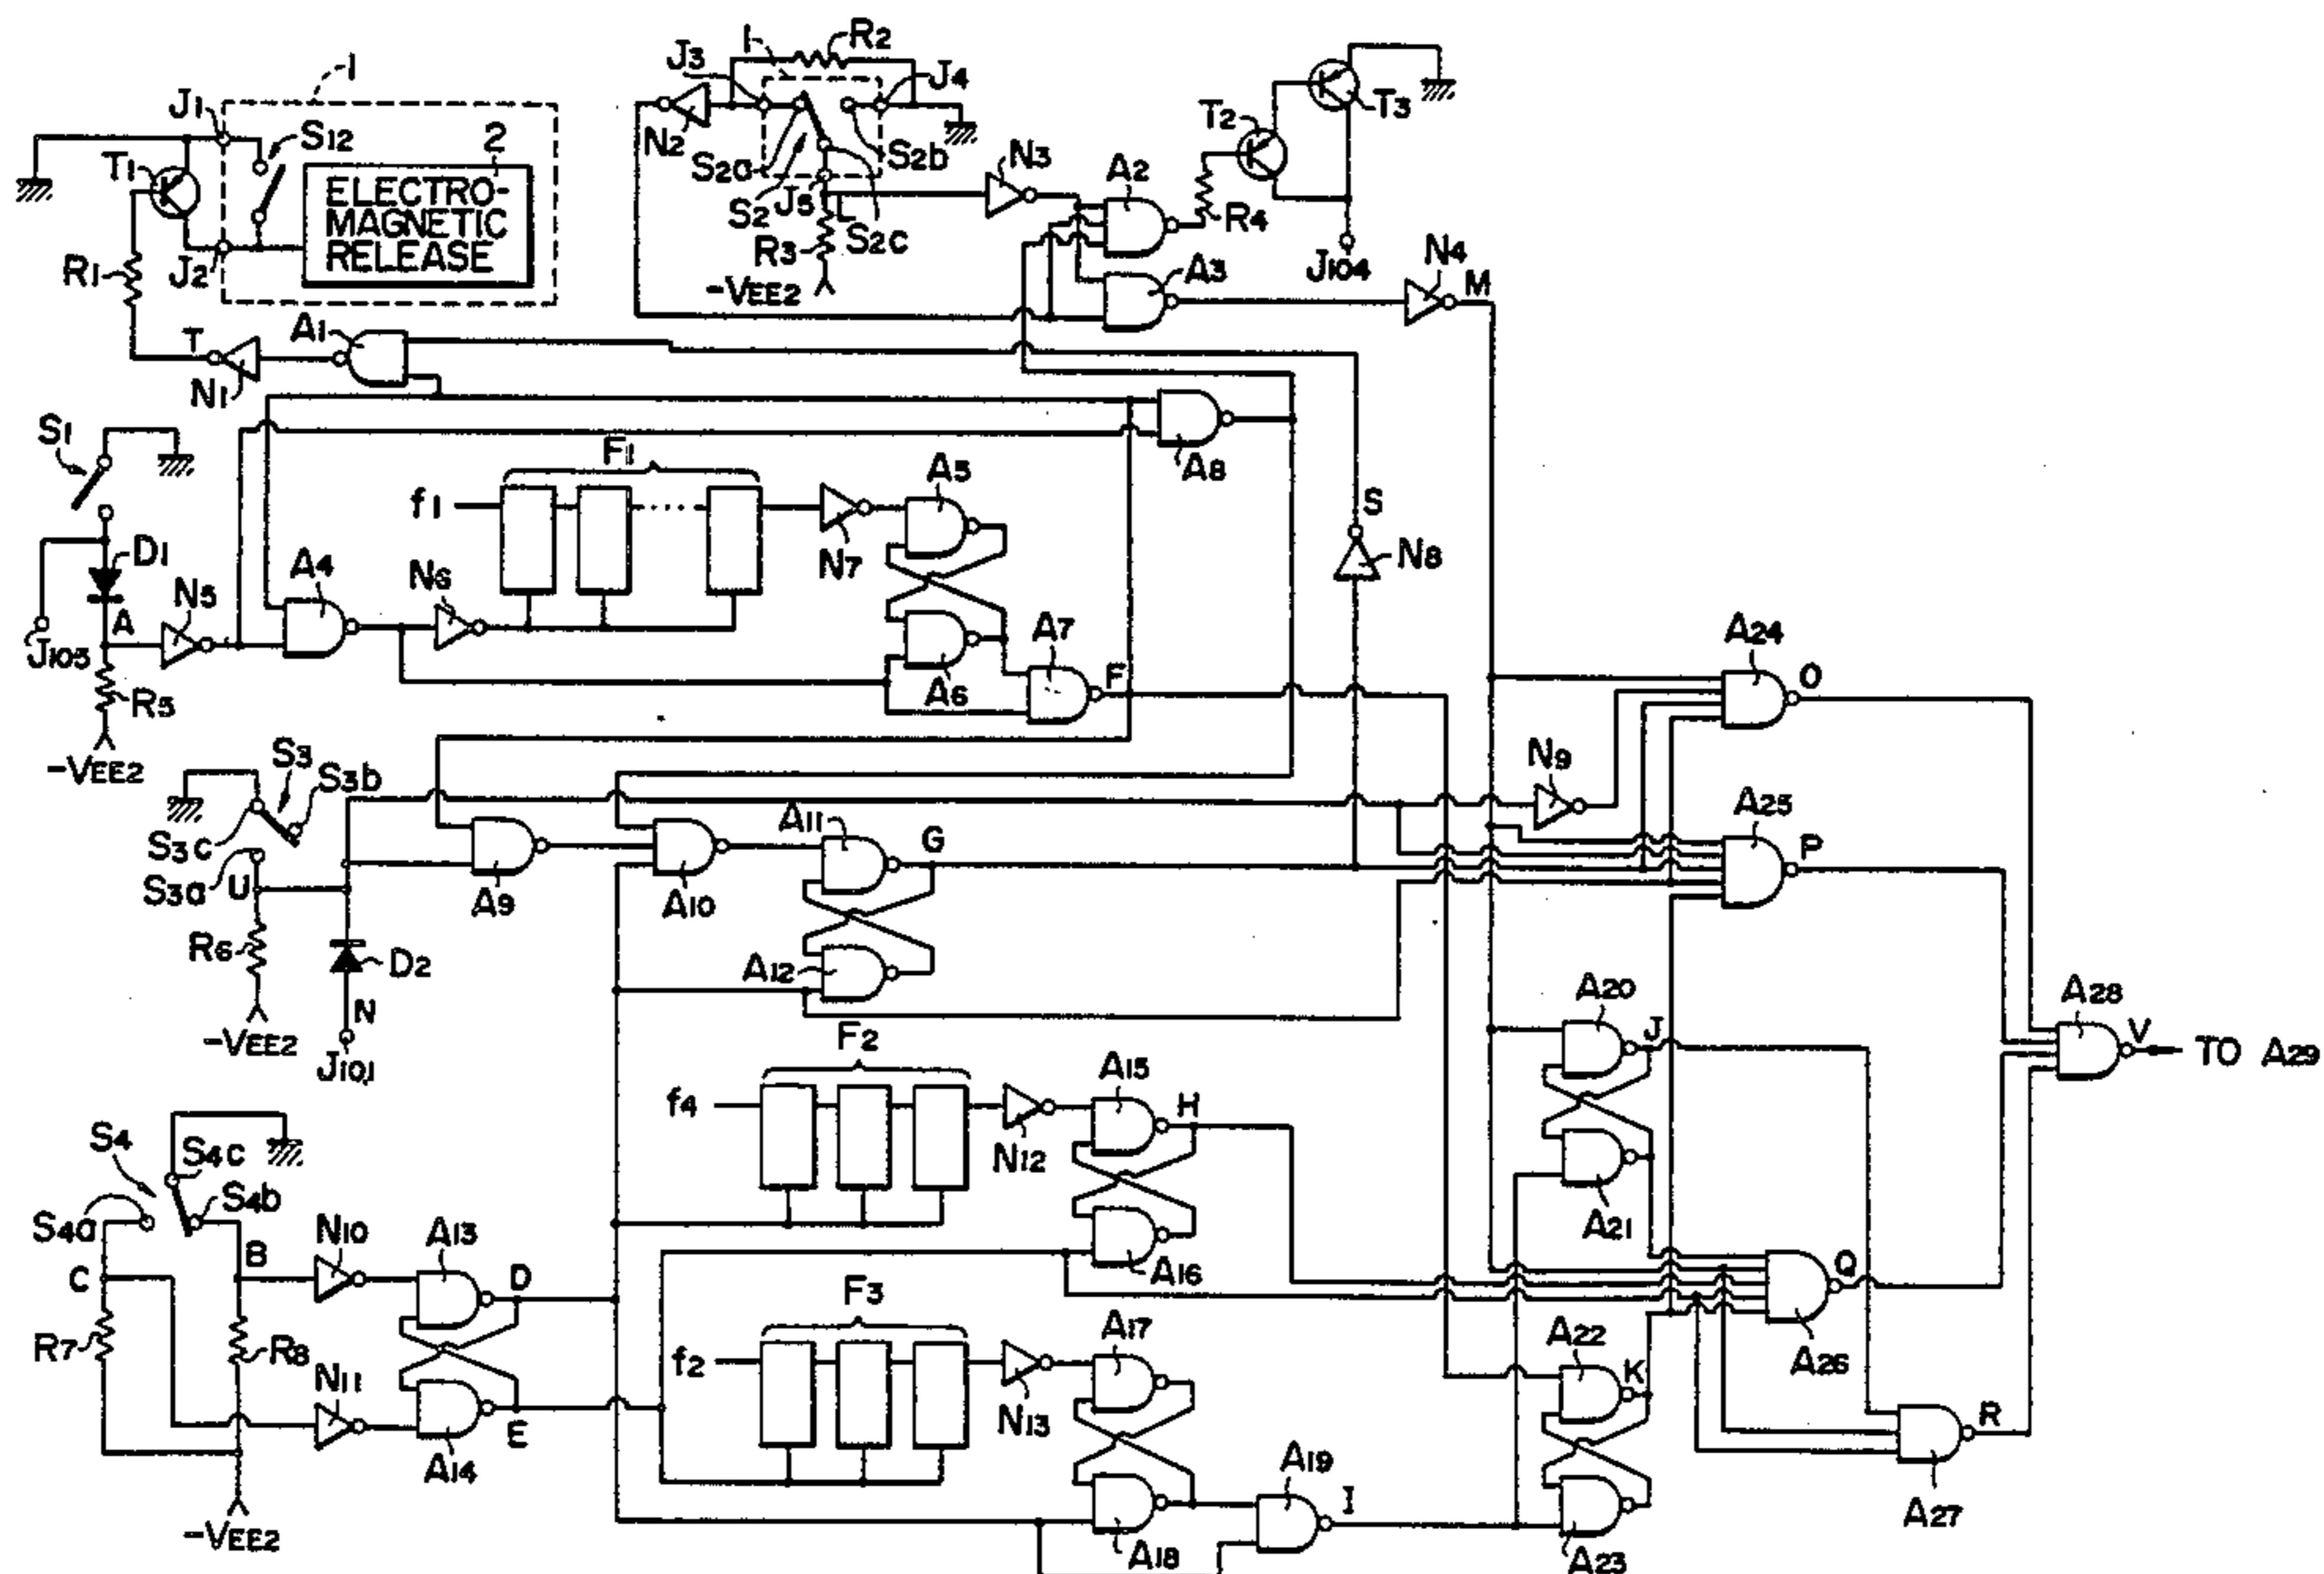 1
J1
S12
T1
2
ELECTRO-
MAGNETIC
RELEASE
J2
R1
T
N1
A1
J3
1
R2
J4
N2
S2a
S2b
S2
J5
L
S2c
R3
-VEE2
N3
A2
R4
T2
T3
J104
A3
N4
M
S1
D1
A
N5
J105
R5
-VEE2
A4
N6
F1
f1
N7
A5
A6
A7
F
A8
S
N8
S3
S3b
S3c
S3a
U
R6
-VEE2
D2
N
J101
A9
A10
A11
G
A12
N9
A24
O
A25
P
A20
J
A21
A28
V
TO A29
S4
S4c
S4b
S4a
C
B
R7
R8
-VEE2
N10
N11
A13
D
A14
E
F2
f4
N12
A15
H
A16
F3
f2
N13
A17
A18
A19
I
A22
K
A23
Q
A26
R
A27